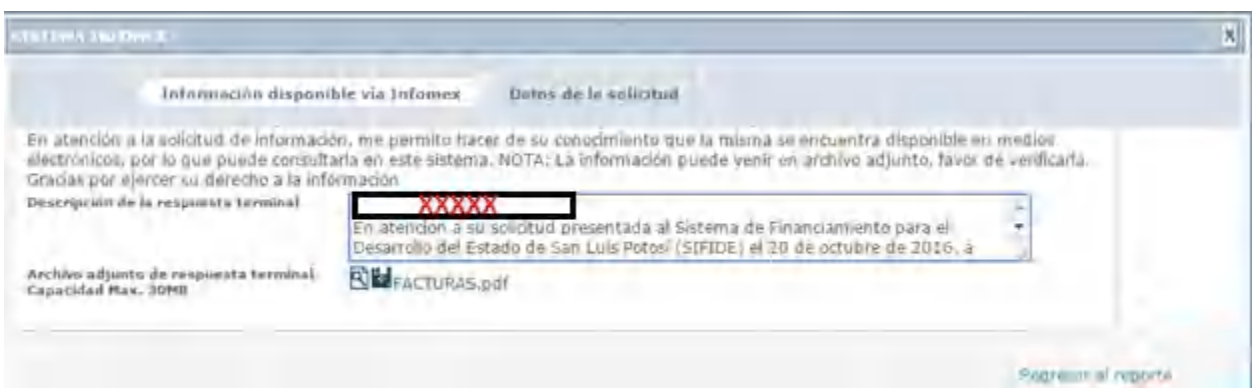 SISTEMA INFOMEX
X
Información disponible vía Infomex Datos de la solicitud
En atención a la solicitud de información, me permito hacer de su conocimiento que la misma se encuentra disponible en medios
electrónicos, por lo que puede consultarla en este sistema. NOTA: La información puede venir en archivo adjunto, favor de verificarla.
Gracias por ejercer su derecho a la información
Descripción de la respuesta terminal
XXXXX
En atención a su solicitud presentada al Sistema de Financiamiento para el
Desarrollo del Estado de San Luis Potosí (SIFIDE) el 20 de octubre de 2016, a
Archivo adjunto de respuesta terminal
Capacidad Max. 30MB
FACTURAS.pdf
Regresar al reporte